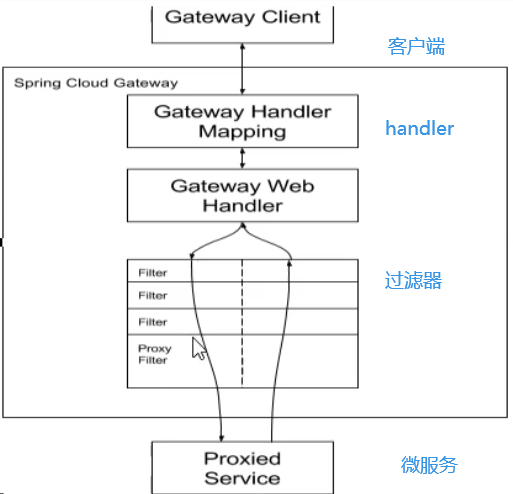 Gateway Client
客户端
Spring Cloud Gateway
Gateway Handler
Mapping
handler
Gateway Web
Handler
Filter
过滤器
Filter
Filter
Proxy
Filter
Proxied
Service
微服务